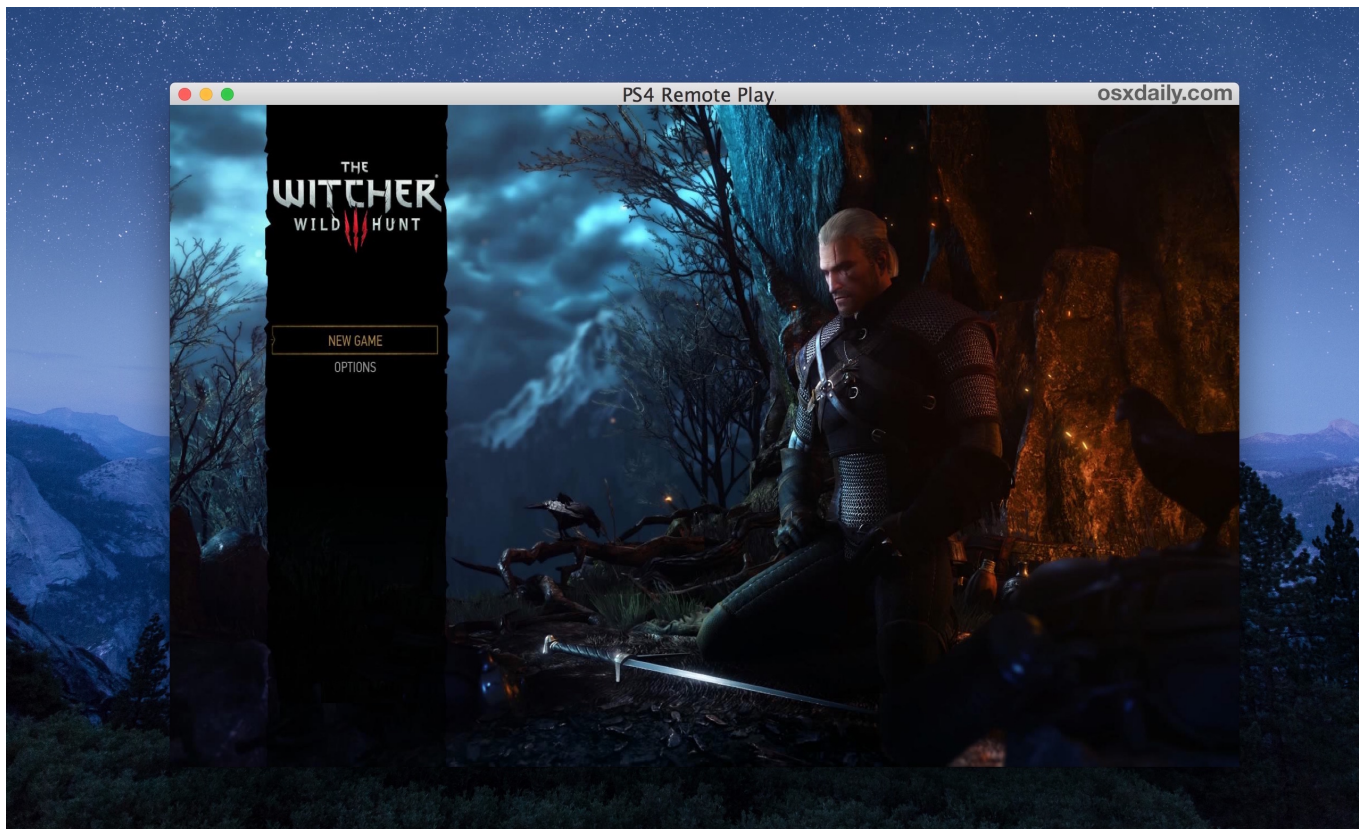 PS4 Remote Play
osxdaily.com
THE
WITCHER
WILD HUNT
NEW GAME
OPTIONS